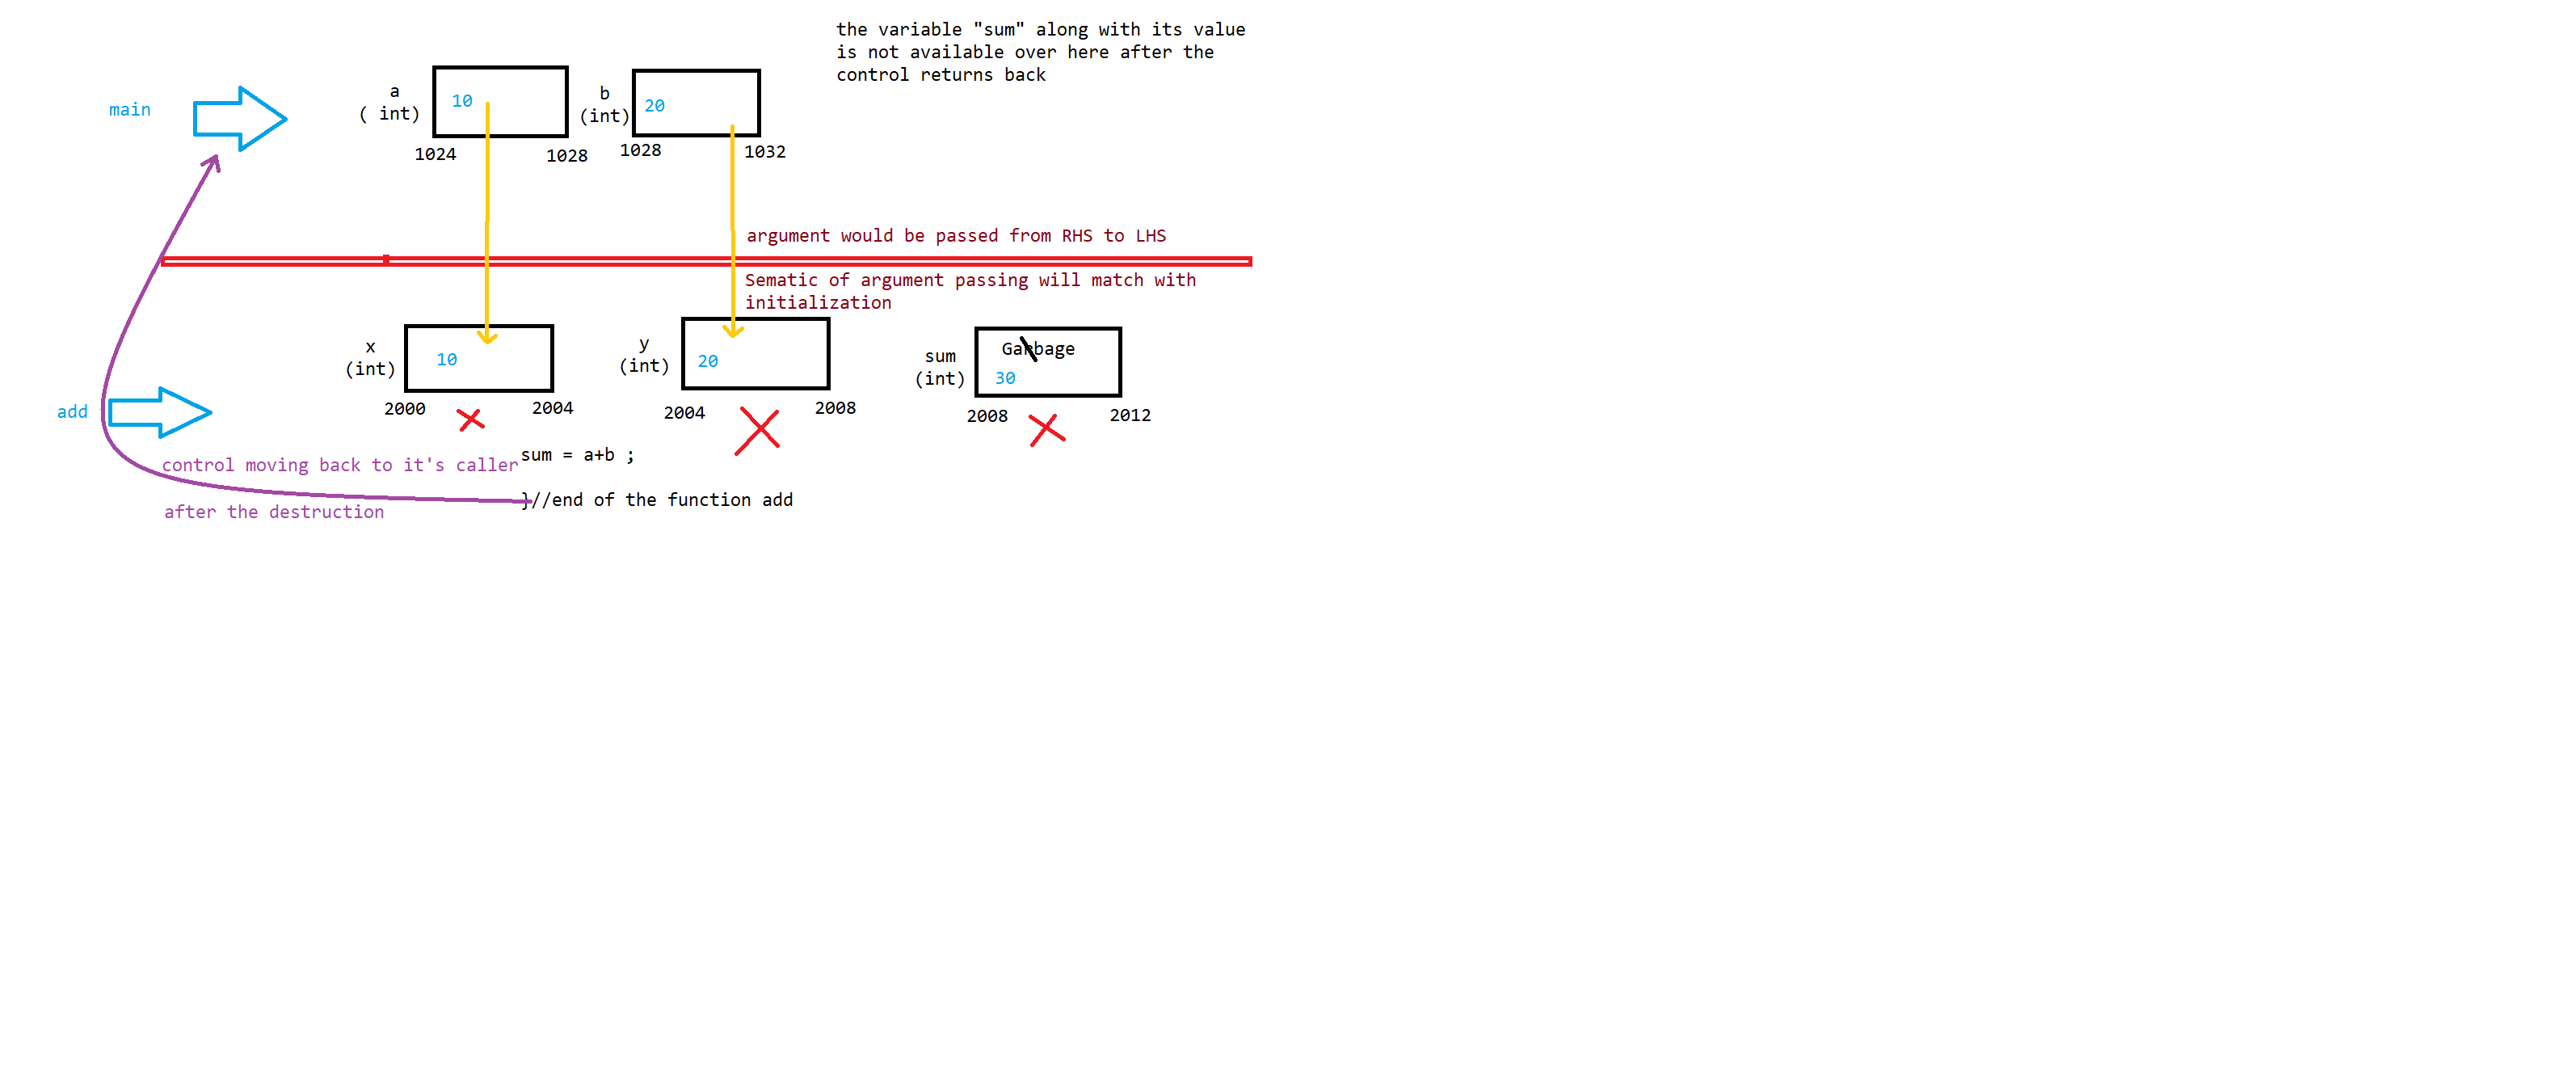 the variable "sum" along with its value
is not available over here after the
control returns back
main
a
( int)
10
b
(int)
20
1024
1028
1028
1032
argument would be passed from RHS to LHS
Sematic of argument passing will match with
initialization
x
(int)
10
y
(int)
20
sum
(int)
Garbage
30
add
2000
2004
2004
2008
2008
2012
control moving back to it's caller
sum = a+b ;
}//end of the function add
after the destruction